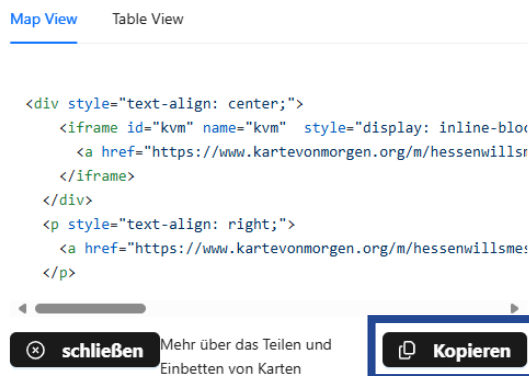 Map View Table View
<div style="text-align: center;">
<iframe id="kvm" name="kvm" style="display: inline-bloc
<a href="https://www.kartevonmorgen.org/m/hessenwillsm
</iframe>
</div>
<p style="text-align: right;">
<a href="https://www.kartevonmorgen.org/m/hessenwillsmes
</p>
schließen Mehr über das Teilen und Kopieren
Einbetten von Karten